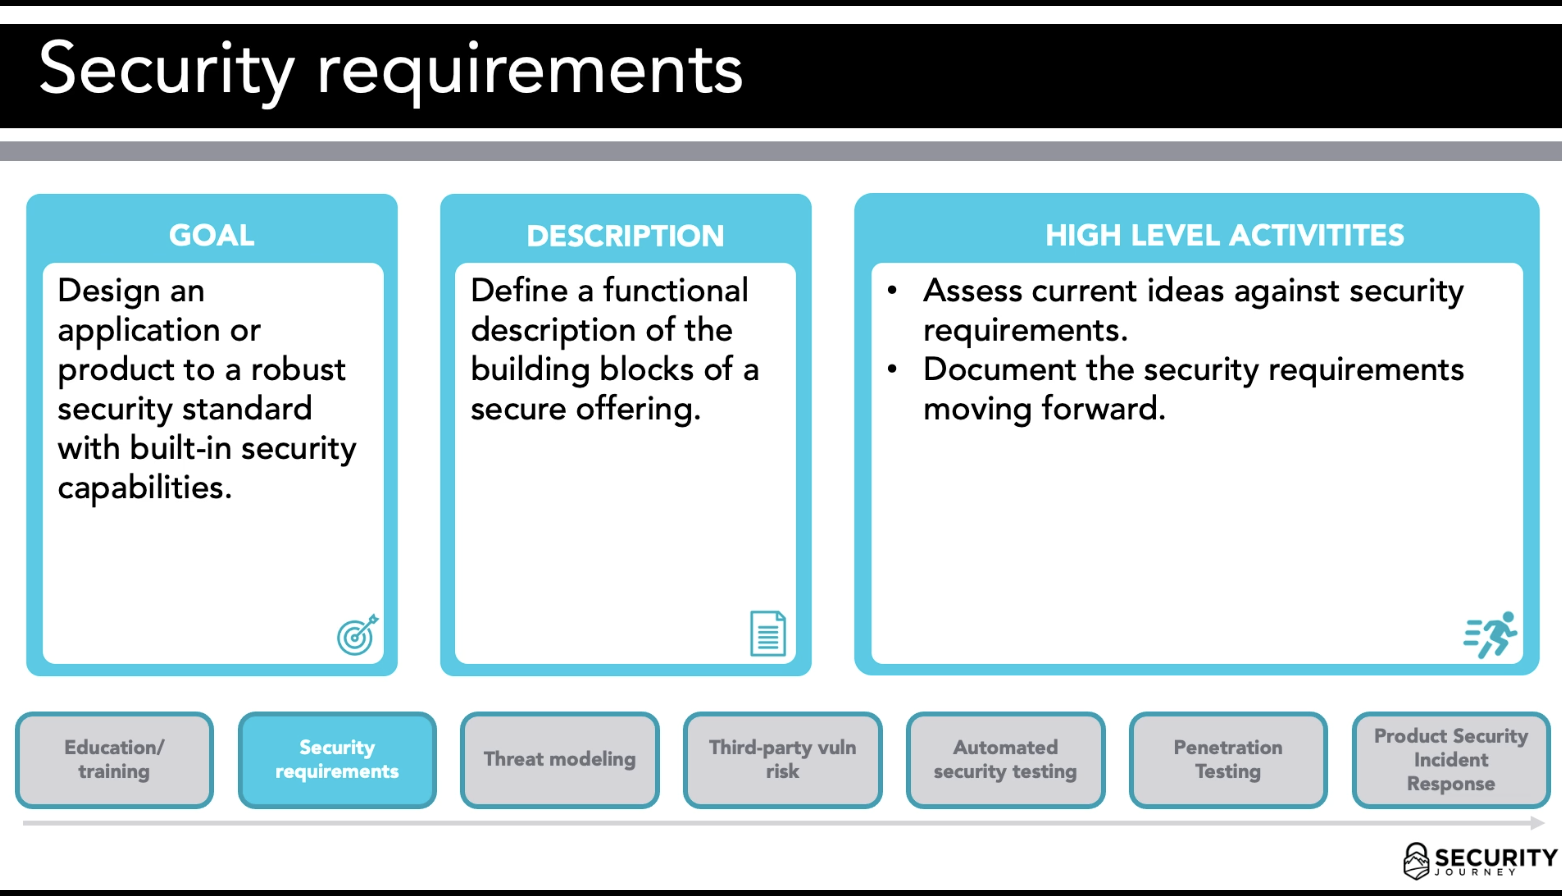 Security requirements
GOAL
Design an
application or
product to a robust
security standard
with built-in security
capabilities.
DESCRIPTION
Define a functional
description of the
building blocks of a
secure offering.
HIGH LEVEL ACTIVITITES
• Assess current ideas against security
requirements.
• Document the security requirements
moving forward.
Education/
training
Security
requirements
Threat modeling
Third-party vuln
risk
Automated
security testing
Penetration
Testing
Product Security
Incident
Response
SECURITY
JOURNEY